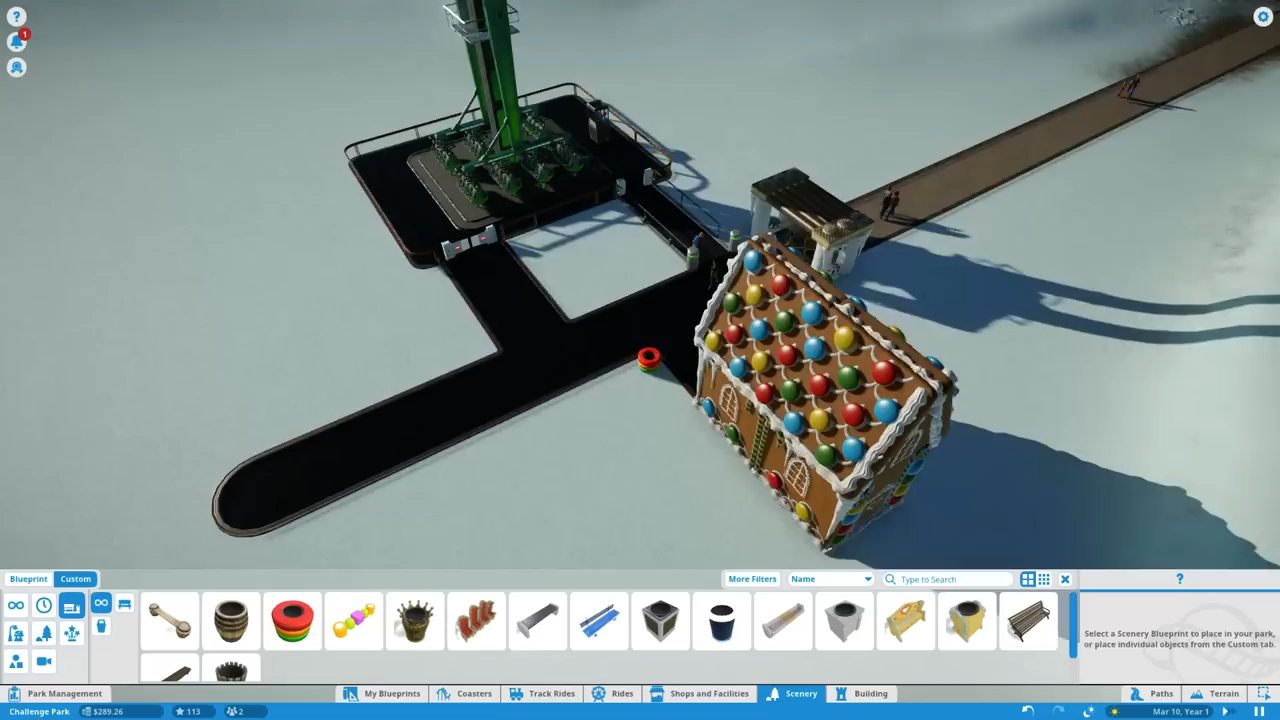 ?
1
Blueprint Custom More Filters Name Type to Search ?
Select a Scenery Blueprint to place in your park,
or place individual objects from the Custom tab.
Park Management My Blueprints Coasters Track Rides Rides Shops and Facilities Scenery Building Paths Terrain
Challenge Park $289.26 113 2 Mar 10, Year 1